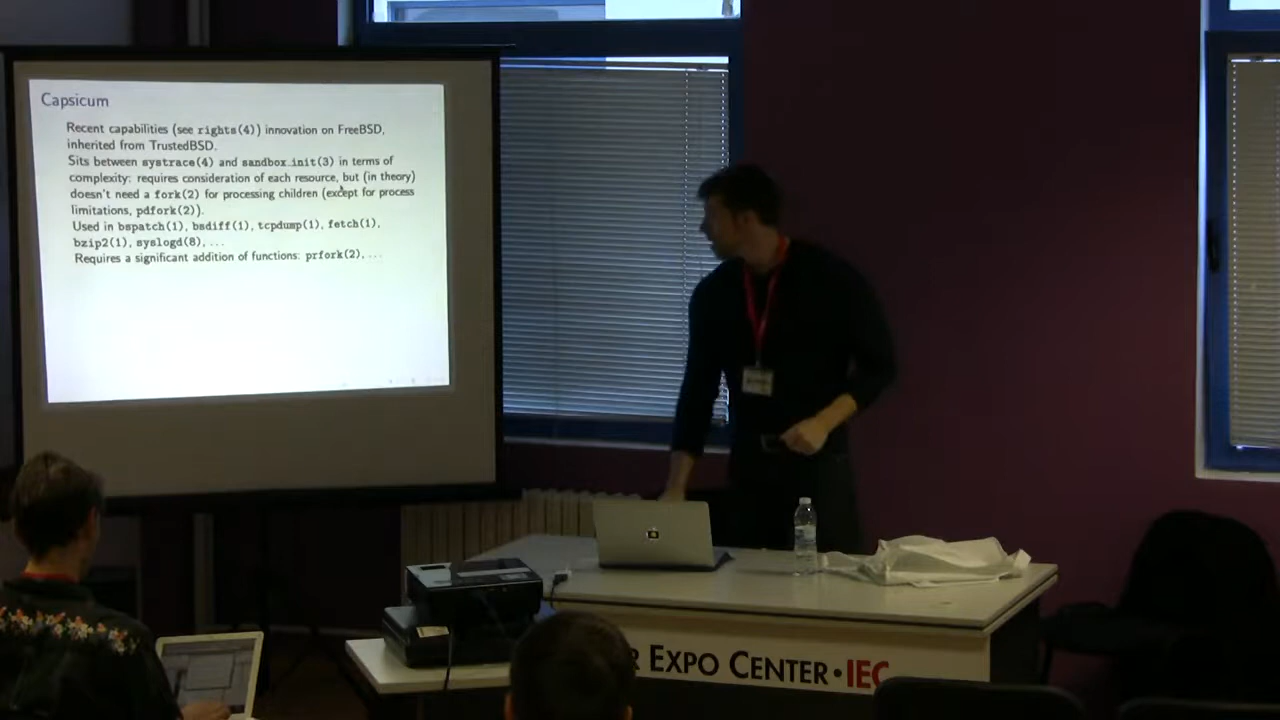 Capsicum
Recent capabilities (see rights(4)) innovation on FreeBSD,
inherited from TrustedBSD.
Sits between systrace(4) and sandbox_init(3) in terms of
complexity: requires consideration of each resource, but (in theory)
doesn't need a fork(2) for processing children (except for process
limitations, pdfork(2)).
Used in bspatch(1), bsdiff(1), tcpdump(1), fetch(1),
bzip2(1), syslogd(8), ...
Requires a significant addition of functions: prfork(2), ...
EXPO CENTER • IEC